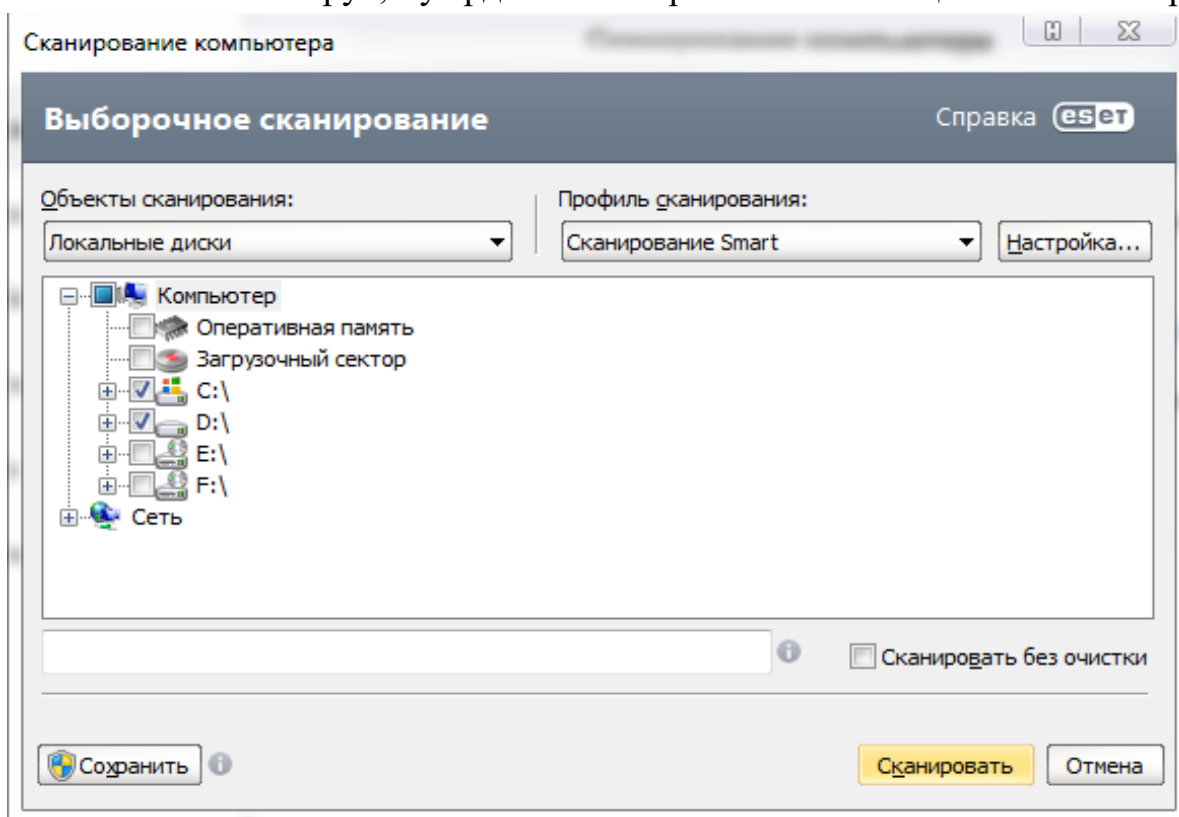 Сканирование компьютера
Выборочное сканирование
Справка eset
Объекты сканирования:
Профиль сканирования:
Локальные диски
Сканирование Smart
Настройка...
Компьютер
Оперативная память
Загрузочный сектор
C:\
D:\
E:\
F:\
Сеть
Сканировать без очистки
Сохранить
Сканировать
Отмена